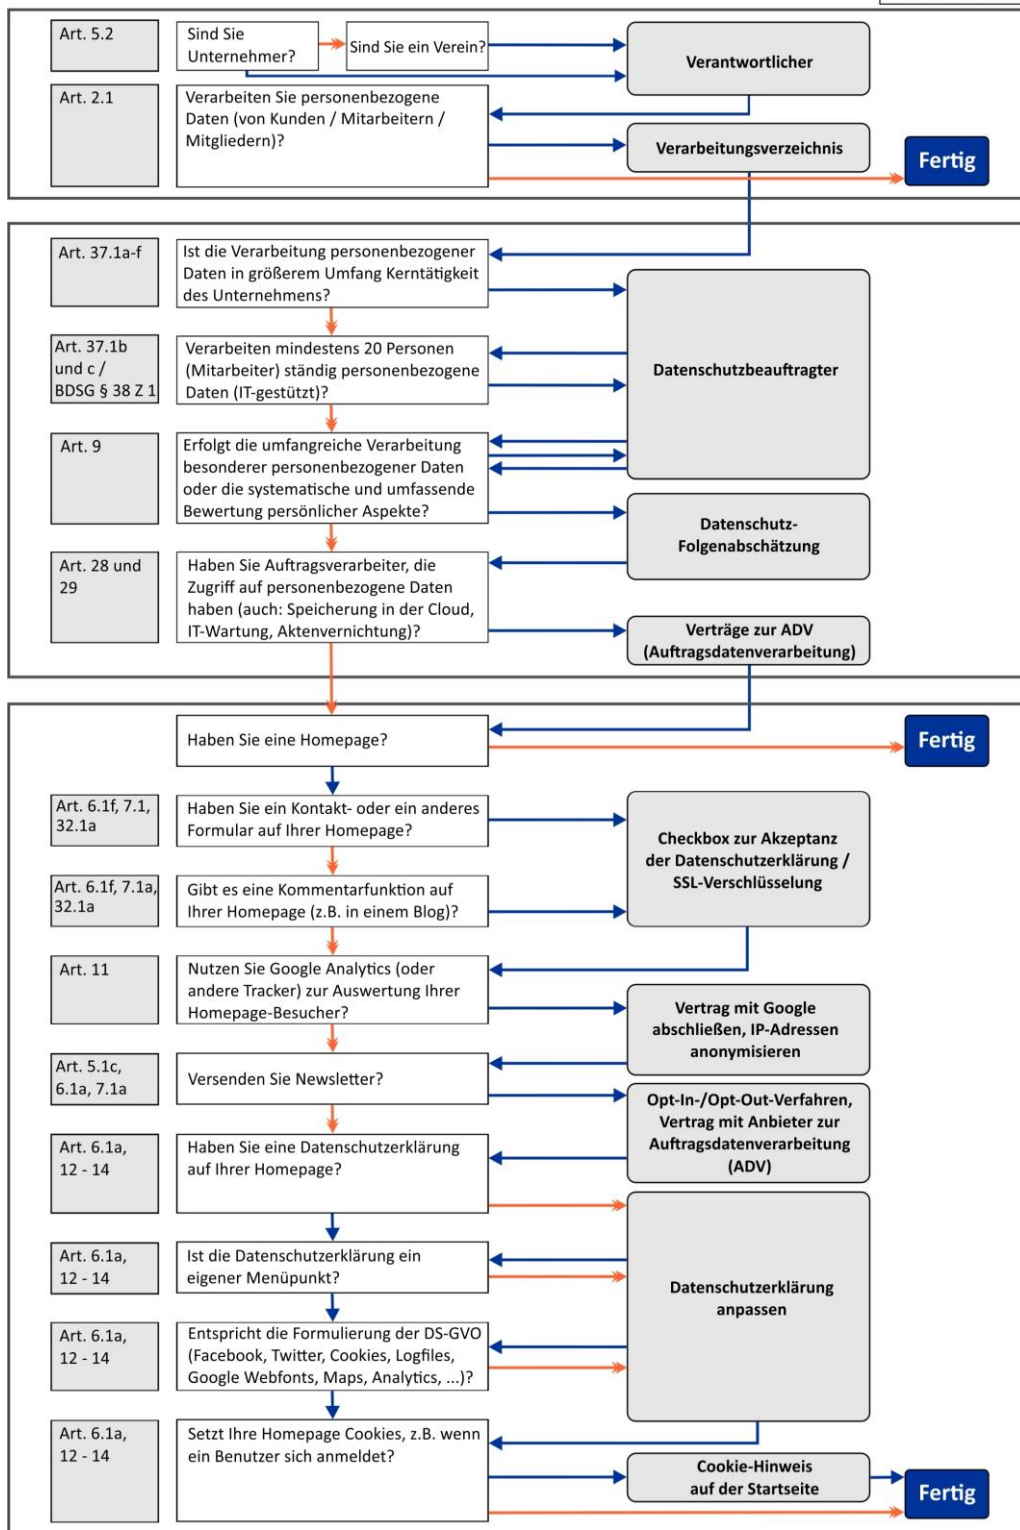 Art. 5.2
Sind Sie
Unternehmer?
Sind Sie ein Verein?
Verantwortlicher
Art. 2.1
Verarbeiten Sie personenbezogene
Daten (von Kunden / Mitarbeitern /
Mitgliedern)?
Verarbeitungsverzeichnis
Fertig
Art. 37.1a-f
Ist die Verarbeitung personenbezogener
Daten in größerem Umfang Kerntätigkeit
des Unternehmens?
Art. 37.1b
und c /
BDSG § 38 Z 1
Verarbeiten mindestens 20 Personen
(Mitarbeiter) ständig personenbezogene
Daten (IT-gestützt)?
Datenschutzbeauftragter
Art. 9
Erfolgt die umfangreiche Verarbeitung
besonderer personenbezogener Daten
oder die systematische und umfassende
Bewertung persönlicher Aspekte?
Datenschutz-
Folgenabschätzung
Art. 28 und
29
Haben Sie Auftragsverarbeiter, die
Zugriff auf personenbezogene Daten
haben (auch: Speicherung in der Cloud,
IT-Wartung, Aktenvernichtung)?
Verträge zur ADV
(Auftragsdatenverarbeitung)
Haben Sie eine Homepage?
Fertig
Art. 6.1f, 7.1,
32.1a
Haben Sie ein Kontakt- oder ein anderes
Formular auf Ihrer Homepage?
Checkbox zur Akzeptanz
der Datenschutzerklärung /
SSL-Verschlüsselung
Art. 6.1f, 7.1a,
32.1a
Gibt es eine Kommentarfunktion auf
Ihrer Homepage (z.B. in einem Blog)?
Art. 11
Nutzen Sie Google Analytics (oder
andere Tracker) zur Auswertung Ihrer
Homepage-Besucher?
Vertrag mit Google
abschließen, IP-Adressen
anonymisieren
Art. 5.1c,
6.1a, 7.1a
Versenden Sie Newsletter?
Opt-In-/Opt-Out-Verfahren,
Vertrag mit Anbieter zur
Auftragsdatenverarbeitung
(ADV)
Art. 6.1a,
12 - 14
Haben Sie eine Datenschutzerklärung
auf Ihrer Homepage?
Art. 6.1a,
12 - 14
Ist die Datenschutzerklärung ein
eigener Menüpunkt?
Datenschutzerklärung
anpassen
Art. 6.1a,
12 - 14
Entspricht die Formulierung der DS-GVO
(Facebook, Twitter, Cookies, Logfiles,
Google Webfonts, Maps, Analytics, ...)?
Art. 6.1a,
12 - 14
Setzt Ihre Homepage Cookies, z.B. wenn
ein Benutzer sich anmeldet?
Cookie-Hinweis
auf der Startseite
Fertig